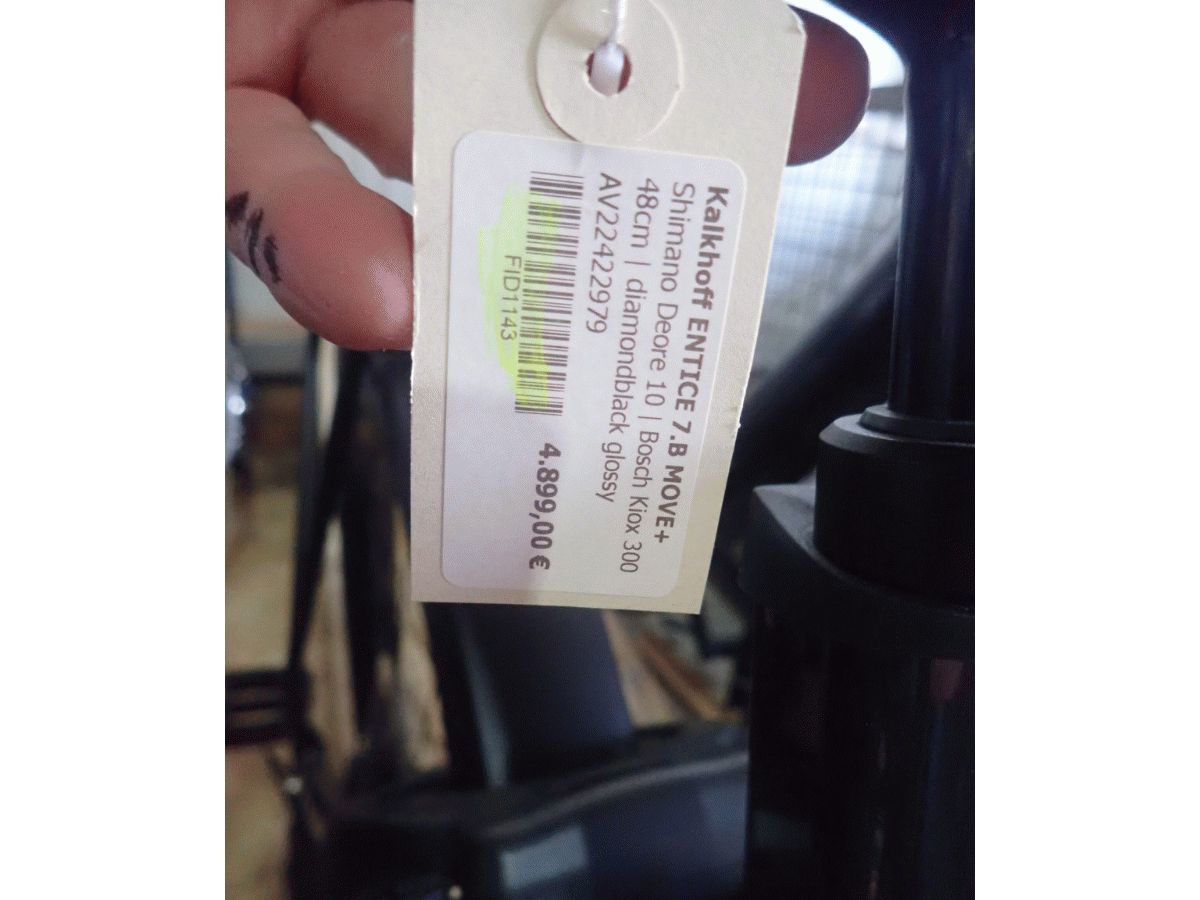 Kalkhoff ENTICE 7.B MOVE+
Shimano Deore 10 | Bosch Kiox 300
48cm | diamondblack glossy
AV22422979
FID1143
4.899,00 €